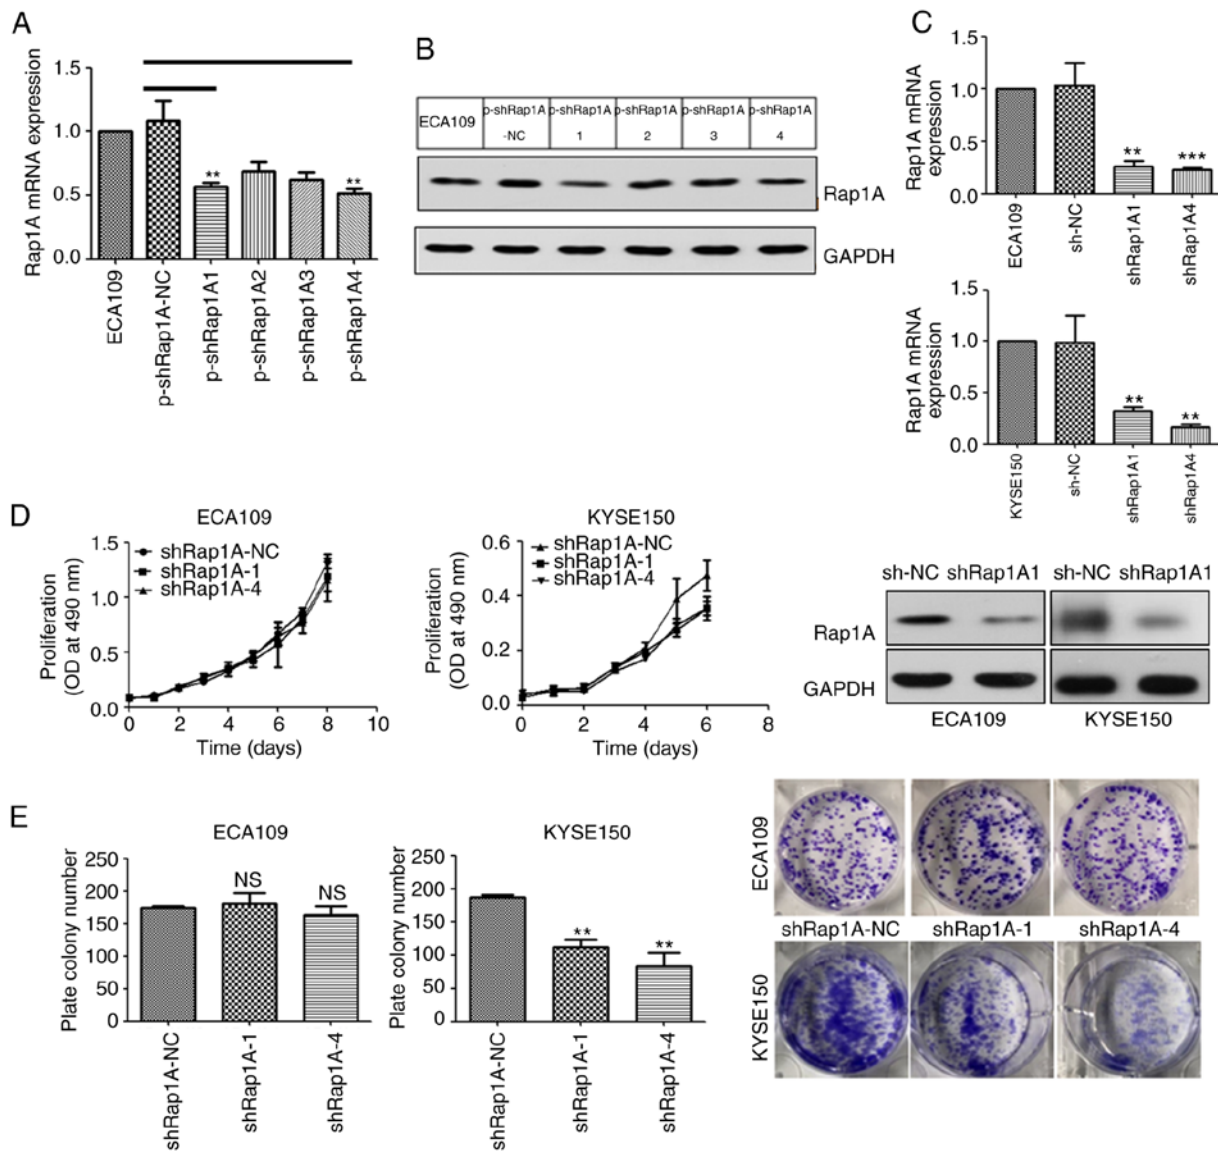 A
Rap1A mRNA expression
1.5
1.0
0.5
0.0
**
**
ECA109
p-shRap1A-NC
p-shRap1A1
p-shRap1A2
p-shRap1A3
p-shRap1A4
B
ECA109
p-shRap1A
-NC
p-shRap1A
1
p-shRap1A
2
p-shRap1A
3
p-shRap1A
4
Rap1A
GAPDH
C
Rap1A mRNA
expression
1.5
1.0
0.5
0.0
**
***
ECA109
sh-NC
shRap1A1
shRap1A4
Rap1A mRNA
expression
1.5
1.0
0.5
0.0
**
**
KYSE150
sh-NC
shRap1A1
shRap1A4
D
ECA109
Proliferation
(OD at 490 nm)
1.5
1.0
0.5
0.0
shRap1A-NC
shRap1A-1
shRap1A-4
0 2 4 6 8 10
Time (days)
KYSE150
Proliferation
(OD at 490 nm)
0.6
0.4
0.2
0.0
shRap1A-NC
shRap1A-1
shRap1A-4
0 2 4 6 8
Time (days)
sh-NC shRap1A1 sh-NC shRap1A1
Rap1A
GAPDH
ECA109 KYSE150
E
ECA109
Plate colony number
250
200
150
100
50
0
NS
NS
shRap1A-NC
shRap1A-1
shRap1A-4
KYSE150
Plate colony number
250
200
150
100
50
0
**
**
shRap1A-NC
shRap1A-1
shRap1A-4
ECA109
shRap1A-NC shRap1A-1 shRap1A-4
KYSE150